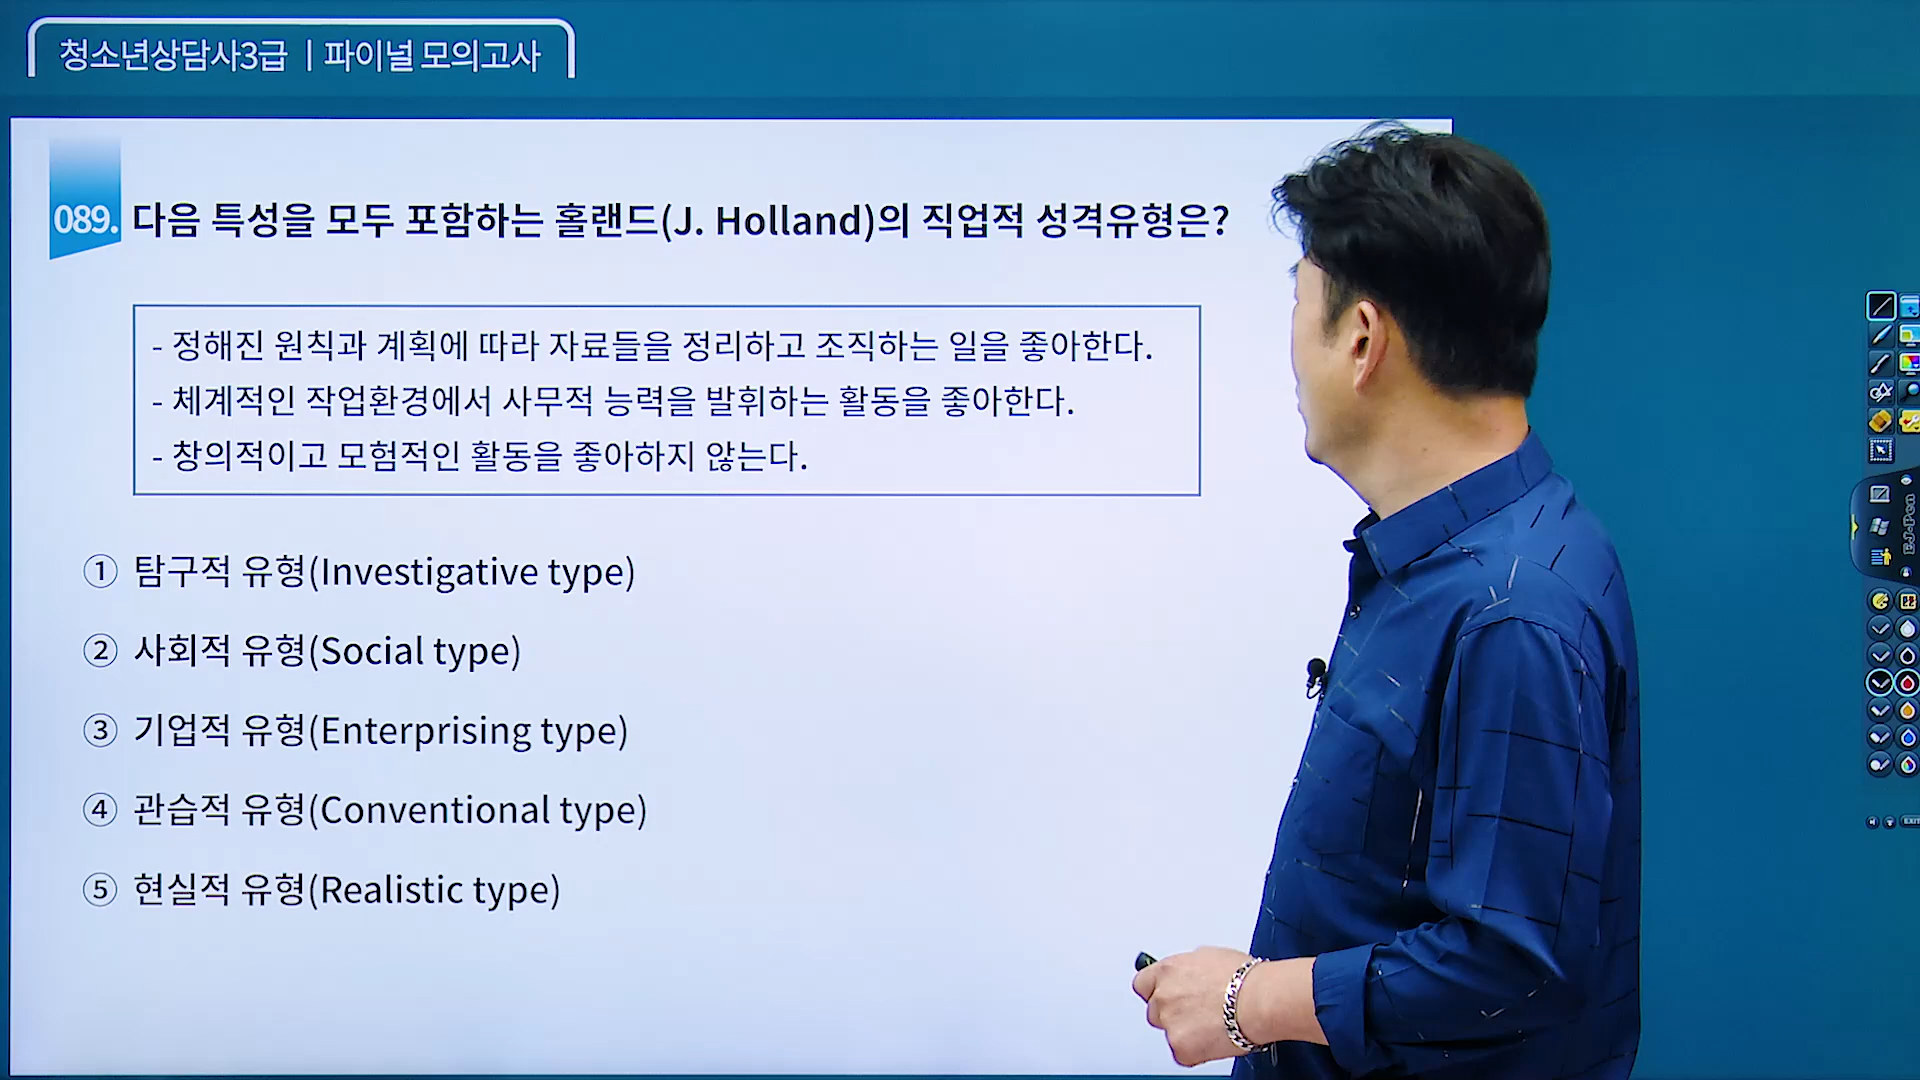 청소년상담사3급 | 파이널 모의고사
089. 다음 특성을 모두 포함하는 홀랜드(J. Holland)의 직업적 성격유형은?
- 정해진 원칙과 계획에 따라 자료들을 정리하고 조직하는 일을 좋아한다.
- 체계적인 작업환경에서 사무적 능력을 발휘하는 활동을 좋아한다.
- 창의적이고 모험적인 활동을 좋아하지 않는다.
① 탐구적 유형(Investigative type)
② 사회적 유형(Social type)
③ 기업적 유형(Enterprising type)
④ 관습적 유형(Conventional type)
⑤ 현실적 유형(Realistic type)
EJ-Pen
EXIT